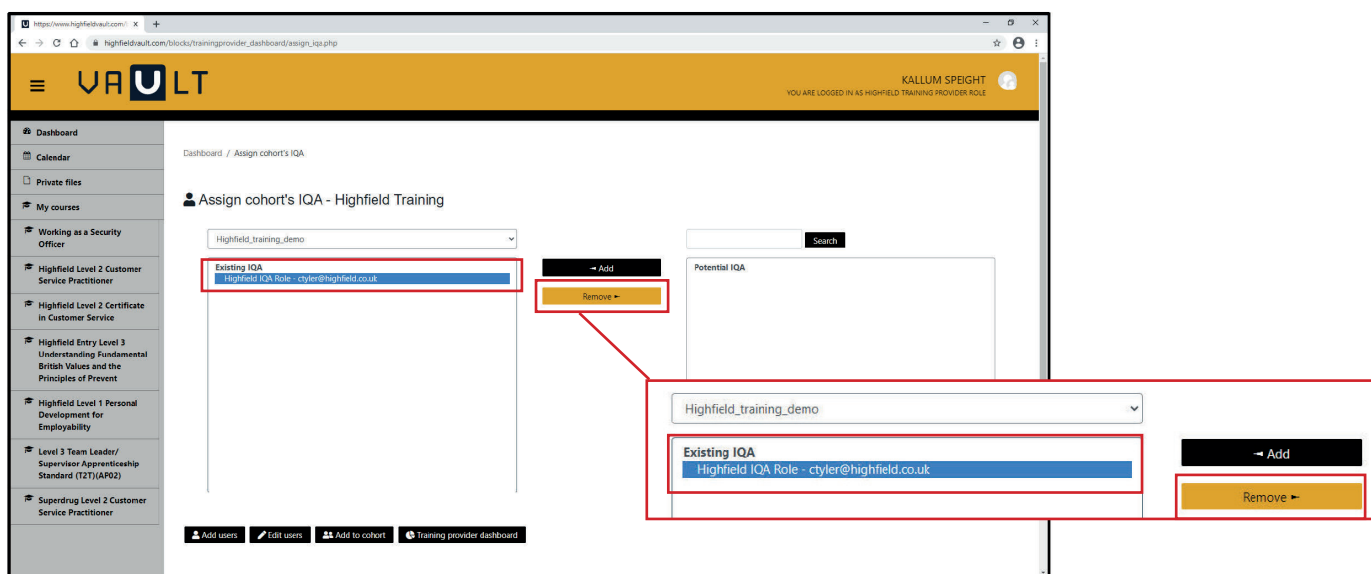 https://www.highfieldvault.com/
highfieldvault.com/blocks/trainingprovider_dashboard/assign_iqa.php
VAULT
KALLUM SPEIGHT
YOU ARE LOGGED IN AS HIGHFIELD TRAINING PROVIDER ROLE
Dashboard
Calendar
Private files
My courses
Working as a Security
Officer
Highfield Level 2 Customer
Service Practitioner
Highfield Level 2 Certificate
in Customer Service
Highfield Entry Level 3
Understanding Fundamental
British Values and the
Principles of Prevent
Highfield Level 1 Personal
Development for
Employability
Level 3 Team Leader/
Supervisor Apprenticeship
Standard (T2T)(AP02)
Superdrug Level 2 Customer
Service Practitioner
Dashboard / Assign cohort's IQA
Assign cohort's IQA - Highfield Training
Highfield_training_demo
Search
Existing IQA
Highfield IQA Role - ctyler@highfield.co.uk
Add
Remove
Potential IQA
Highfield_training_demo
Existing IQA
Highfield IQA Role - ctyler@highfield.co.uk
Add
Remove
Add users
Edit users
Add to cohort
Training provider dashboard